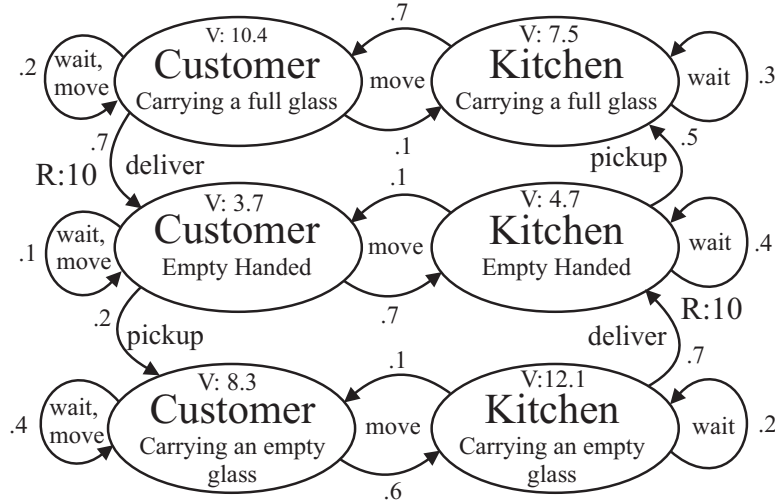 V: 10.4
Customer
Carrying a full glass
.2
wait,
move
.7
move
.1
V: 7.5
Kitchen
Carrying a full glass
wait
.3
.7
R:10
deliver
pickup
.5
V: 3.7
Customer
Empty Handed
.1
wait,
move
.1
move
.7
V: 4.7
Kitchen
Empty Handed
wait
.4
.2
pickup
deliver
R:10
.7
V: 8.3
Customer
Carrying an empty
glass
.4
wait,
move
.1
move
.6
V:12.1
Kitchen
Carrying an empty
glass
wait
.2